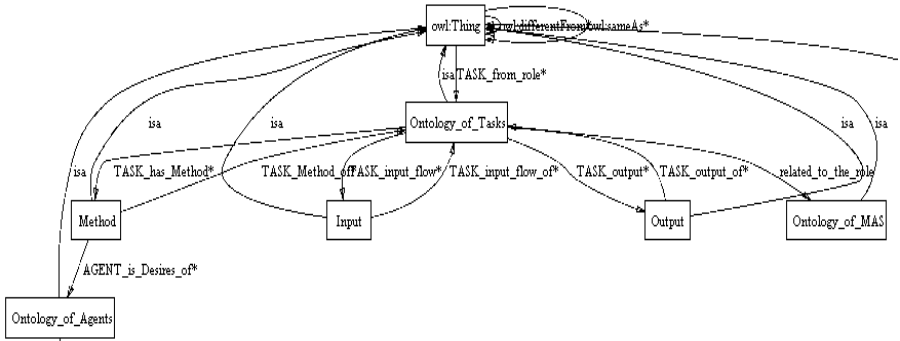 owl:Thing
owl:differentFrom*
owl:sameAs*
isa
TASK_from_role*
Ontology_of_Tasks
isa
isa
isa
isa
isa
TASK_has_Method*
TASK_Method_of*
TASK_input_flow*
TASK_input_flow_of*
TASK_output*
TASK_output_of*
related_to_the_role
Method
Input
Output
Ontology_of_MAS
AGENT_is_Desires_of*
Ontology_of_Agents